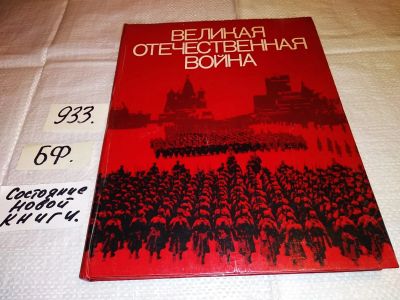 ВЕЛИКАЯ
ОТЕЧЕСТВЕННАЯ
ВОЙНА
933.
БФ.
Состояние
новой
книги.